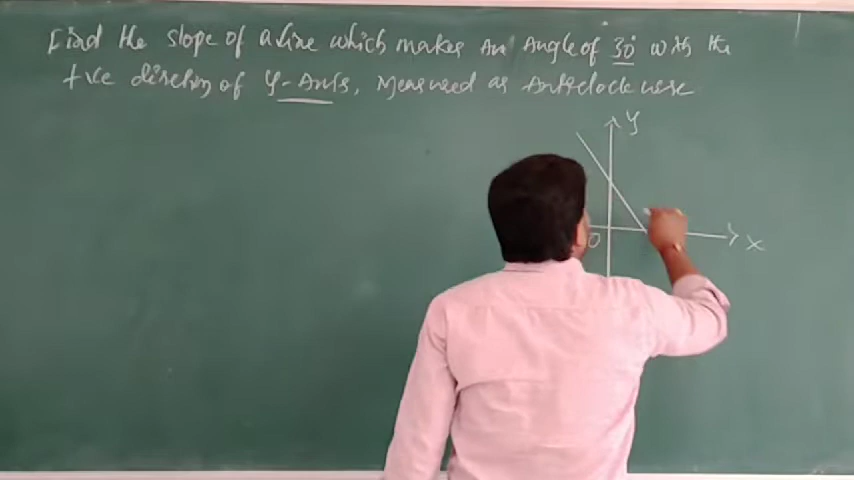 Find the slope of a line which makes an Angle of 30° with the
+ive direction of Y-Axis, Measured as Anticlockwise
Y
O
X